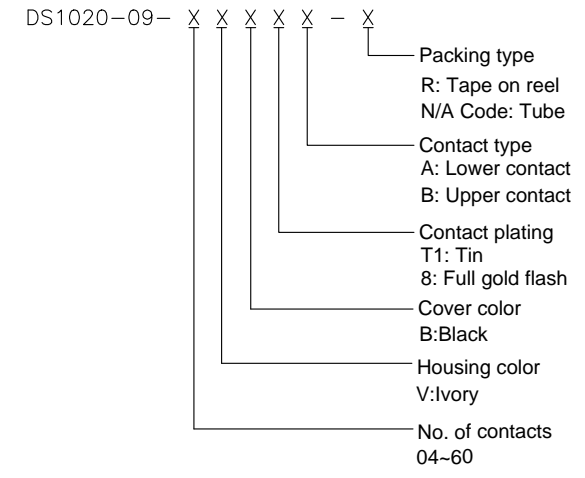 DS1020-09- X X X X X - X
Packing type
R: Tape on reel
N/A Code: Tube
Contact type
A: Lower contact
B: Upper contact
Contact plating
T1: Tin
8: Full gold flash
Cover color
B:Black
Housing color
V:Ivory
No. of contacts
04~60